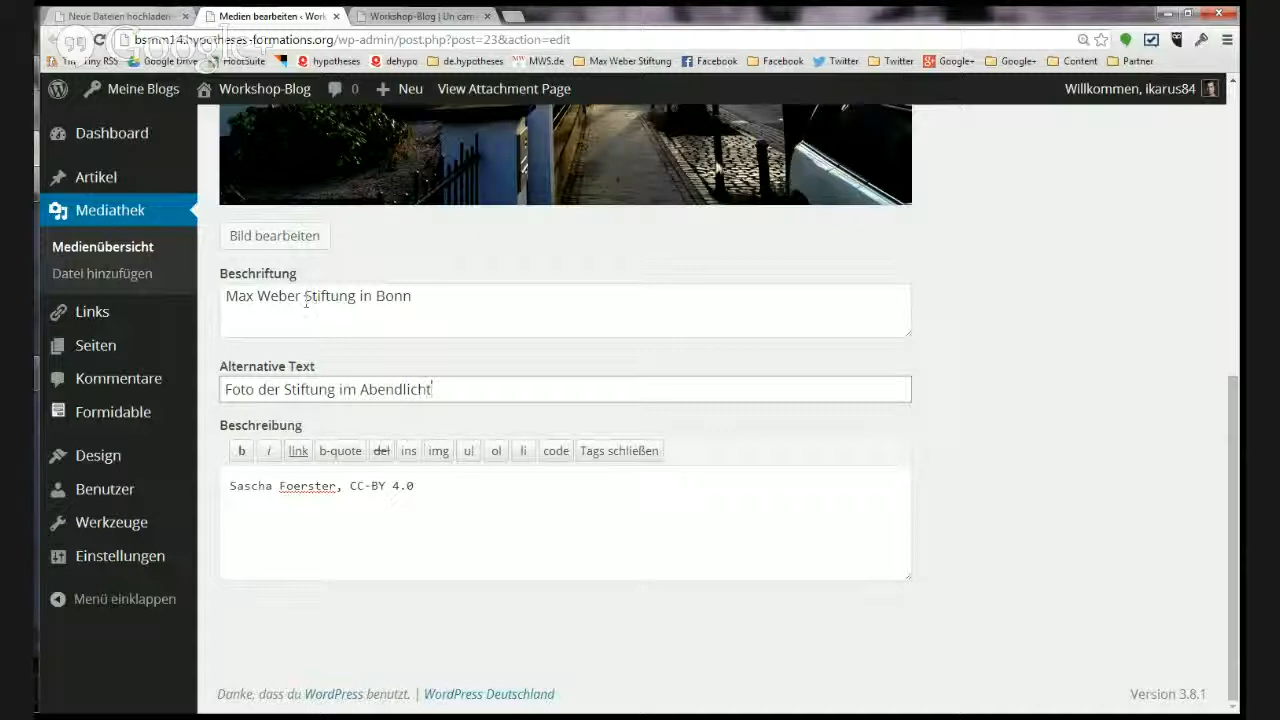 Neue Dateien hochladen
Medien bearbeiten ‹ Work
Workshop-Blog | Un carn
Google+
bsmm14.hypotheses-formations.org/wp-admin/post.php?post=23&action=edit
Tiny RSS
Google Drive
HootSuite
hypotheses
dehypo
de.hypotheses
MWS.de
Max Weber Stiftung
Facebook
Facebook
Twitter
Twitter
Google+
Google+
Content
Partner
Meine Blogs
Workshop-Blog
0
Neu
View Attachment Page
Willkommen, ikarus84
Dashboard
Artikel
Mediathek
Medienübersicht
Datei hinzufügen
Links
Seiten
Kommentare
Formidable
Design
Benutzer
Werkzeuge
Einstellungen
Menü einklappen
Bild bearbeiten
Beschriftung
Max Weber Stiftung in Bonn
Alternative Text
Foto der Stiftung im Abendlicht
Beschreibung
b i link b-quote del ins img ul ol li code Tags schließen
Sascha Foerster, CC-BY 4.0
Danke, dass du WordPress benutzt. | WordPress Deutschland
Version 3.8.1